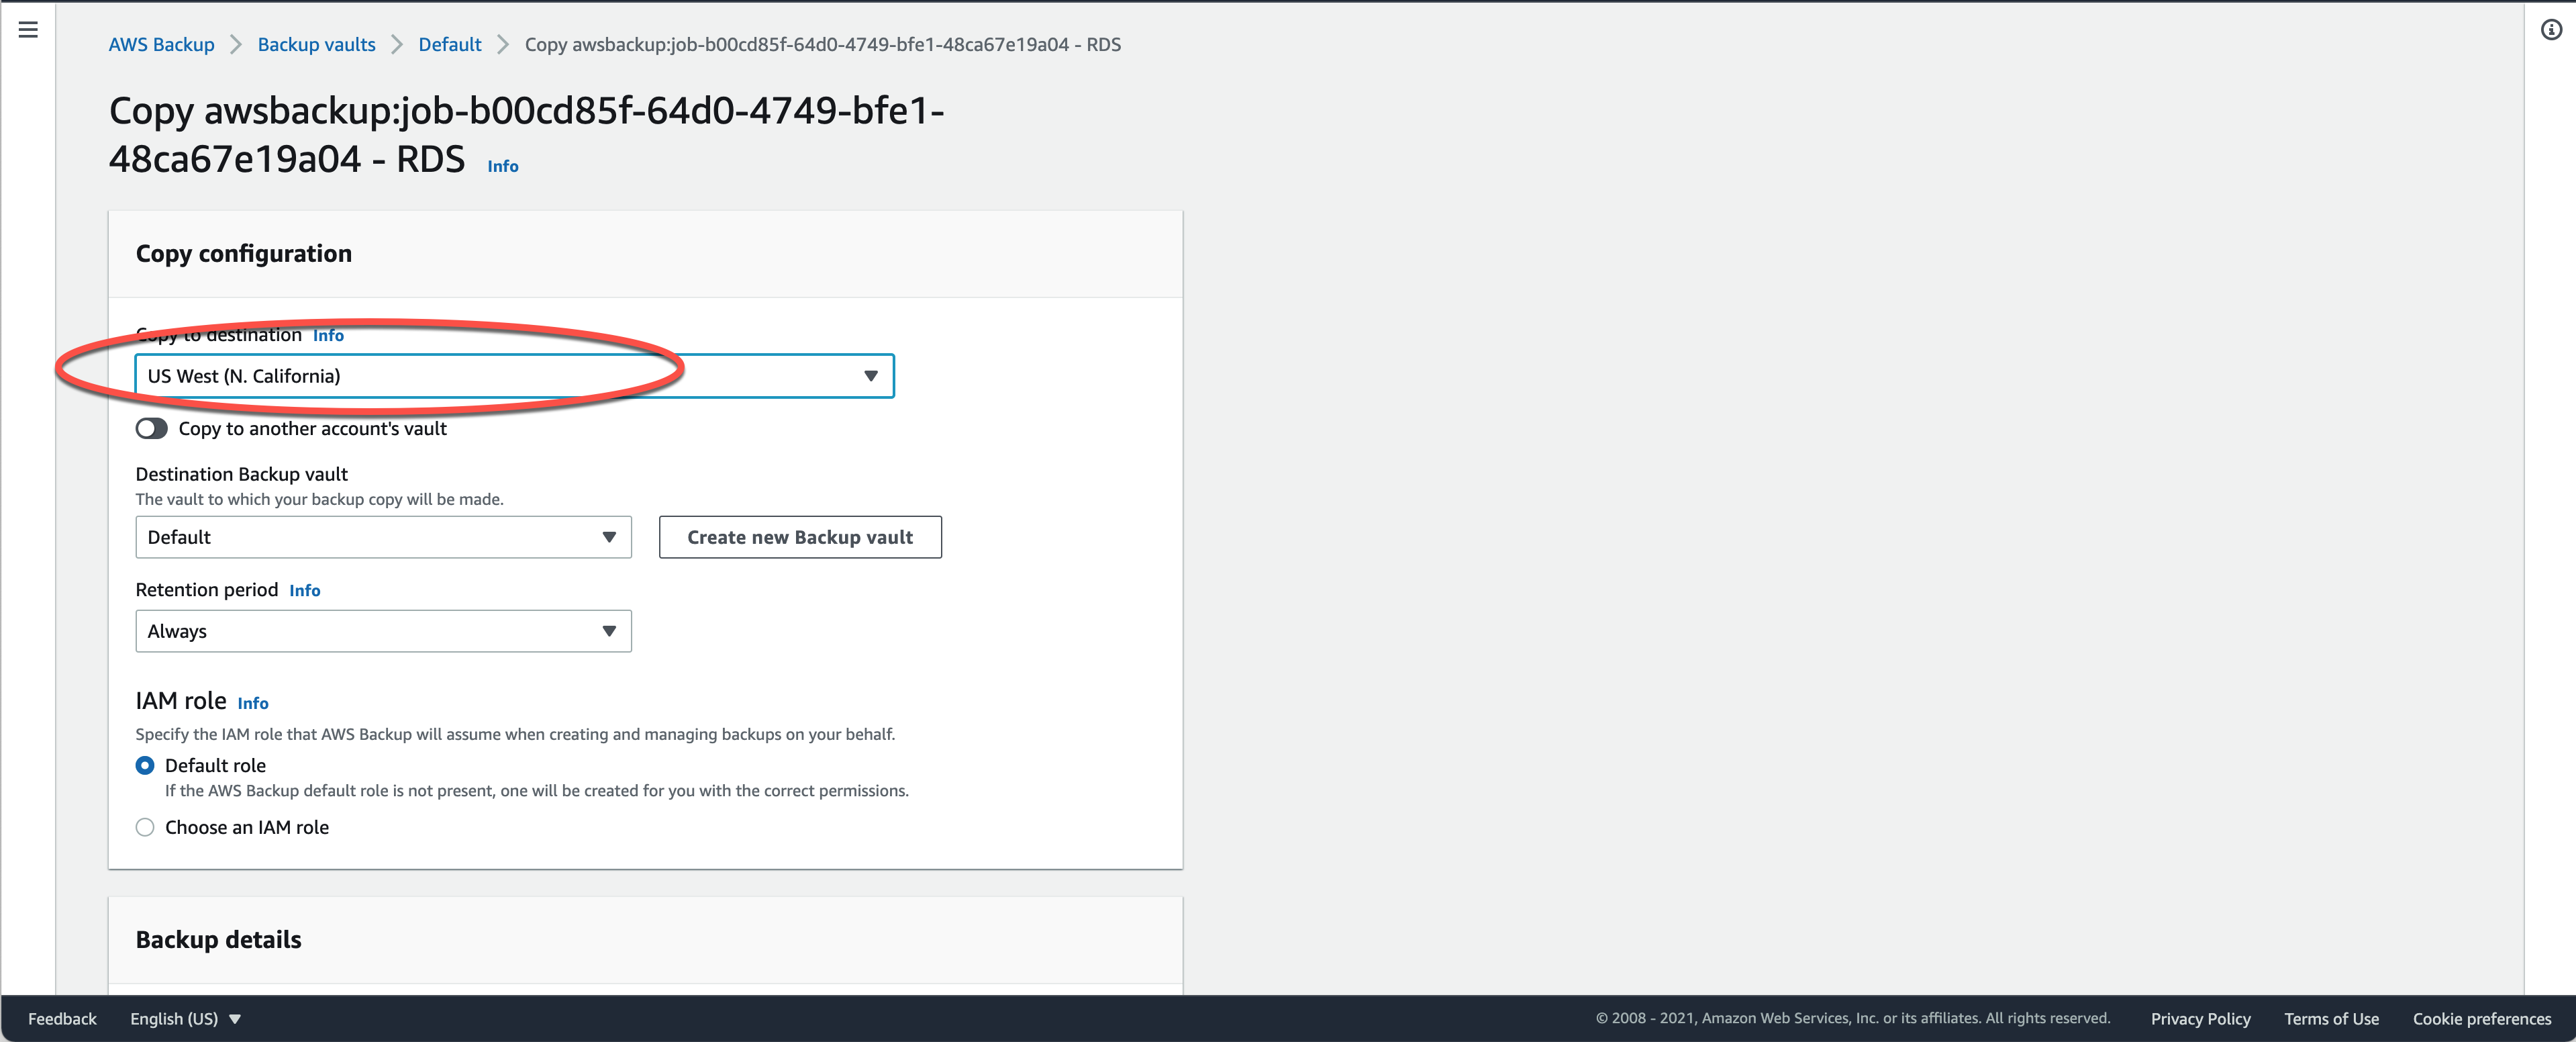 AWS Backup > Backup vaults > Default > Copy awsbackup:job-b00cd85f-64d0-4749-bfe1-48ca67e19a04 - RDS
Copy awsbackup:job-b00cd85f-64d0-4749-bfe1-
48ca67e19a04 - RDS Info
Copy configuration
Copy to destination Info
US West (N. California)
Copy to another account's vault
Destination Backup vault
The vault to which your backup copy will be made.
Default
Create new Backup vault
Retention period Info
Always
IAM role Info
Specify the IAM role that AWS Backup will assume when creating and managing backups on your behalf.
Default role
If the AWS Backup default role is not present, one will be created for you with the correct permissions.
Choose an IAM role
Backup details
Feedback English (US) © 2008 - 2021, Amazon Web Services, Inc. or its affiliates. All rights reserved. Privacy Policy Terms of Use Cookie preferences